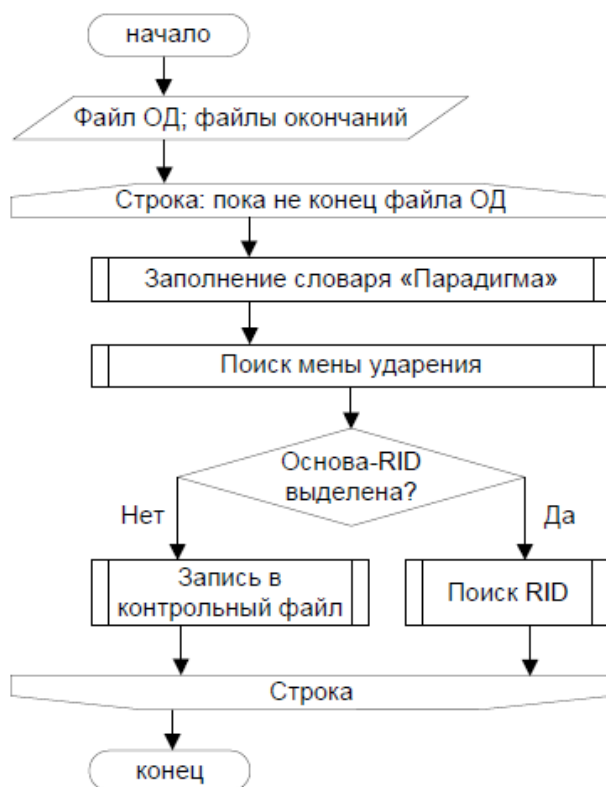 начало
Файл ОД; файлы окончаний
Строка: пока не конец файла ОД
Заполнение словаря «Парадигма»
Поиск мены ударения
Основа-RID
выделена?
Нет
Да
Запись в
контрольный файл
Поиск RID
Строка
конец